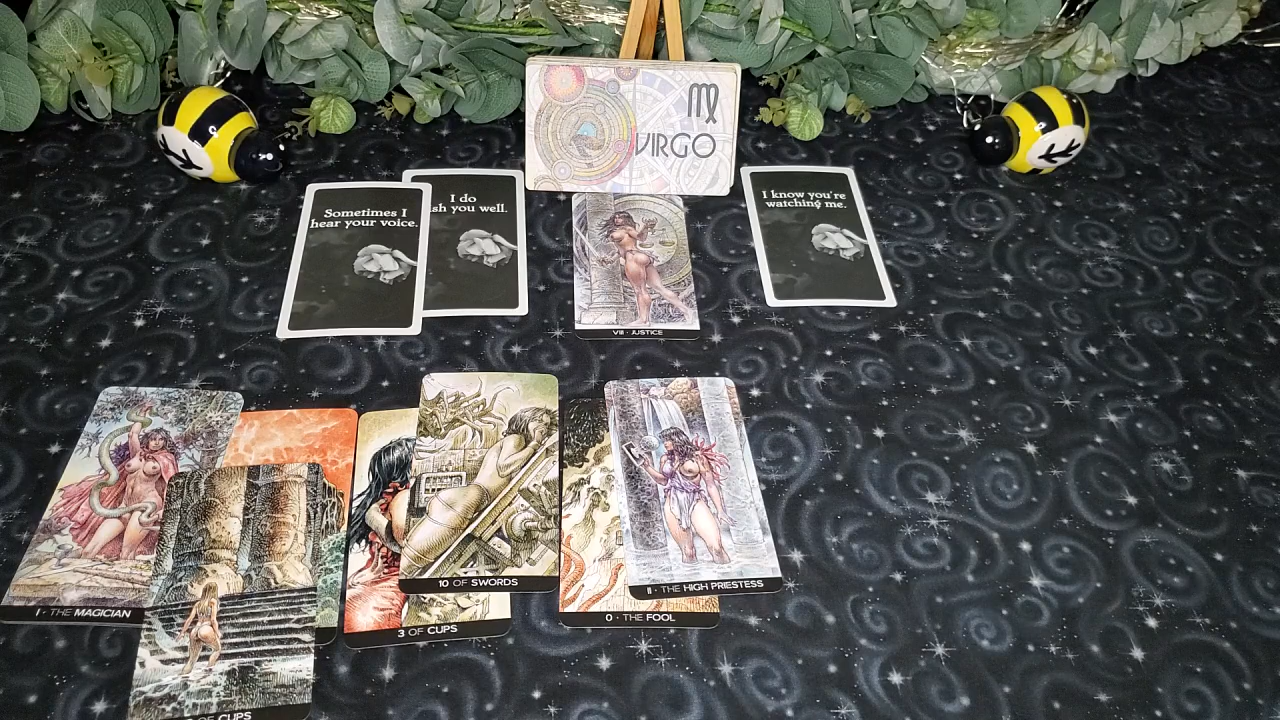 ♍
VIRGO
Sometimes I
hear your voice.
I do
sh you well.
I know you're
watching me.
VIII • JUSTICE
I • THE MAGICIAN
OF CUPS
3 OF CUPS
10 OF SWORDS
0 • THE FOOL
II • THE HIGH PRIESTESS